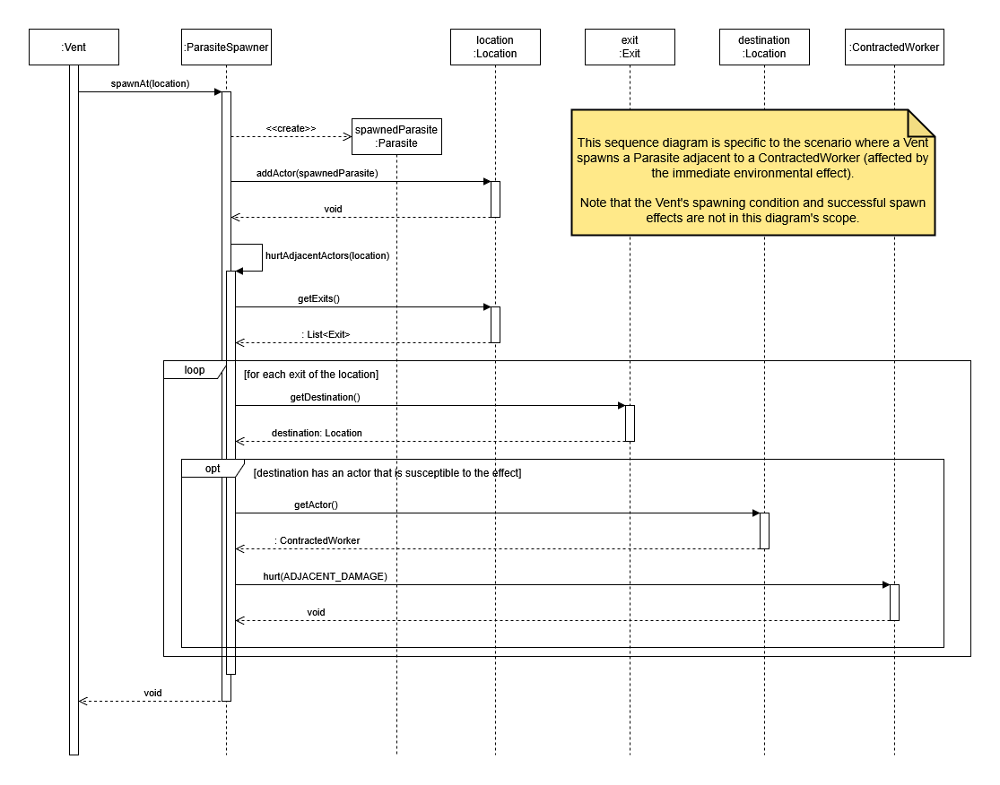 :Vent
:ParasiteSpawner
location
:Location
exit
:Exit
destination
:Location
:ContractedWorker
spawnAt(location)
<<create>>
spawnedParasite
:Parasite
This sequence diagram is specific to the scenario where a Vent
spawns a Parasite adjacent to a ContractedWorker (affected by
the immediate environmental effect).
Note that the Vent's spawning condition and successful spawn
effects are not in this diagram's scope.
addActor(spawnedParasite)
void
hurtAdjacentActors(location)
getExits()
: List<Exit>
loop
[for each exit of the location]
getDestination()
destination: Location
opt
[destination has an actor that is susceptible to the effect]
getActor()
: ContractedWorker
hurt(ADJACENT_DAMAGE)
void
void